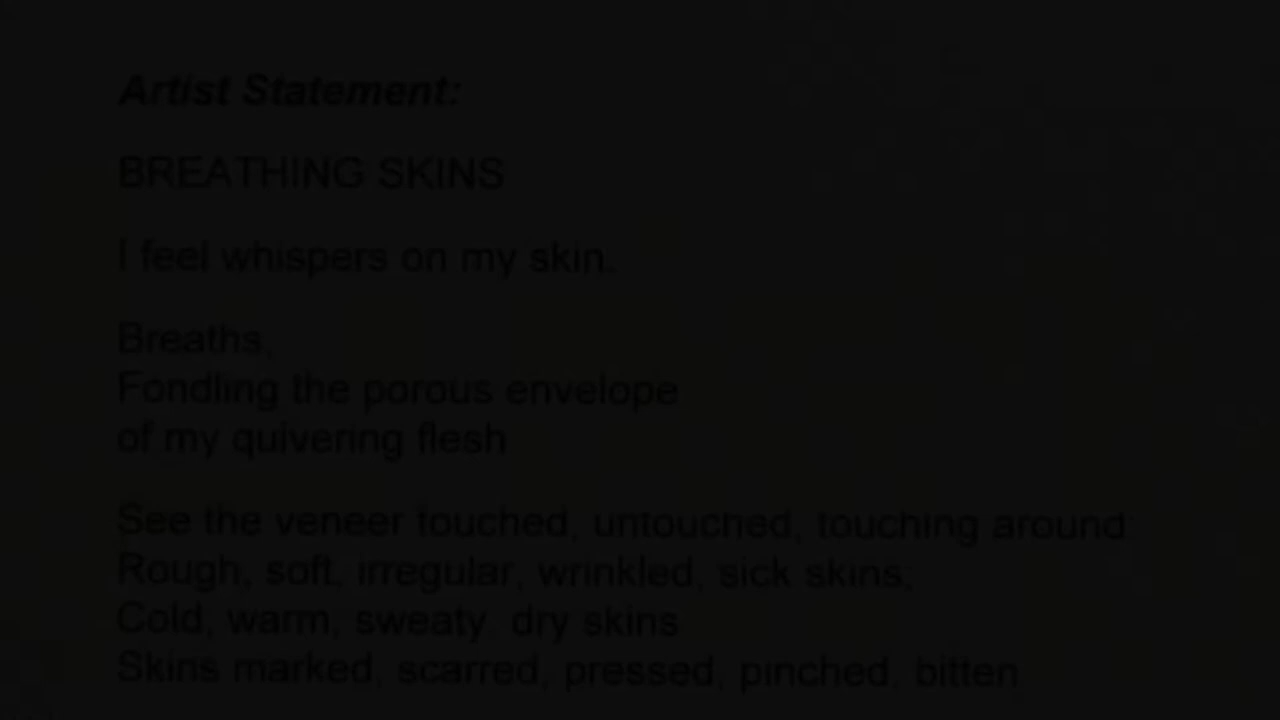 Artist Statement:
BREATHING SKINS
I feel whispers on my skin.
Breaths,
Fondling the porous envelope
of my quivering flesh
See the veneer touched, untouched, touching around:
Rough, soft, irregular, wrinkled, sick skins;
Cold, warm, sweaty, dry skins
Skins marked, scarred, pressed, pinched, bitten